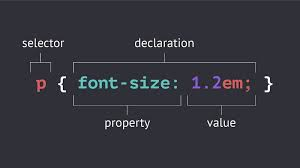 selector declaration
p { font-size: 1.2em; }
property value